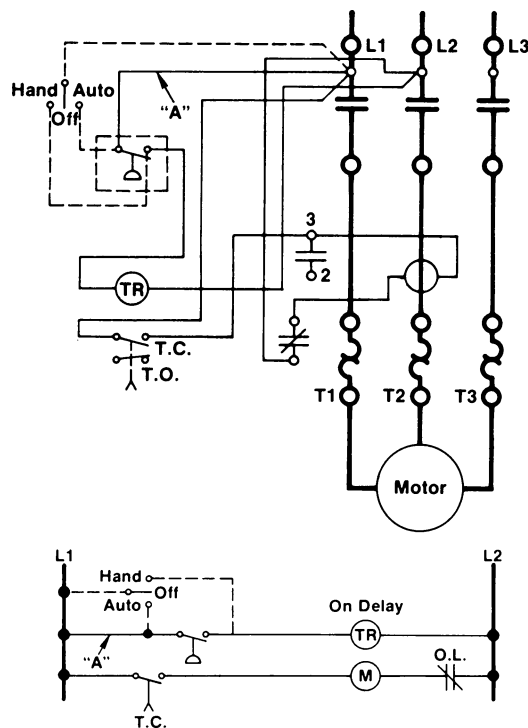 L1 L2 L3
Hand Auto
Off
"A"
3
2
TR
T.C.
T.O.
T1 T2 T3
Motor
L1 L2
Hand
Off
Auto
On Delay
"A"
TR
O.L.
M
T.C.